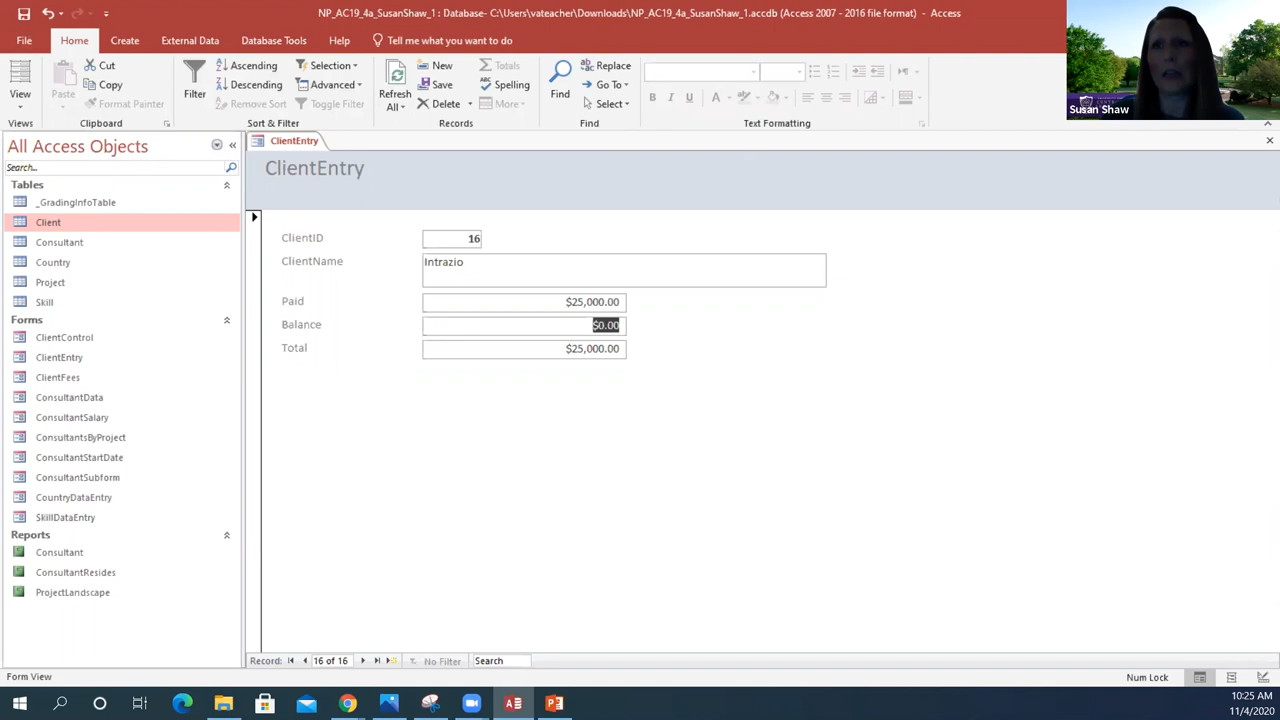 NP_AC19_4a_SusanShaw_1 : Database- C:\Users\vateacher\Downloads\NP_AC19_4a_SusanShaw_1.accdb (Access 2007 - 2016 file format) - Access
File Home Create External Data Database Tools Help Tell me what you want to do
View
Views
Paste
Cut
Copy
Format Painter
Clipboard
Filter
Ascending
Descending
Remove Sort
Selection
Advanced
Toggle Filter
Sort & Filter
Refresh
All
New
Save
Delete
Totals
Spelling
More
Records
Find
Replace
Go To
Select
Find
B I U A
Text Formatting
Susan Shaw
All Access Objects
Search...
Tables
_GradingInfoTable
Client
Consultant
Country
Project
Skill
Forms
ClientControl
ClientEntry
ClientFees
ConsultantData
ConsultantSalary
ConsultantsByProject
ConsultantStartDate
ConsultantSubform
CountryDataEntry
SkillDataEntry
Reports
Consultant
ConsultantResides
ProjectLandscape
ClientEntry
ClientEntry
ClientID 16
ClientName Intrazio
Paid $25,000.00
Balance $0.00
Total $25,000.00
Record: 16 of 16 No Filter Search
Form View Num Lock
10:25 AM
11/4/2020